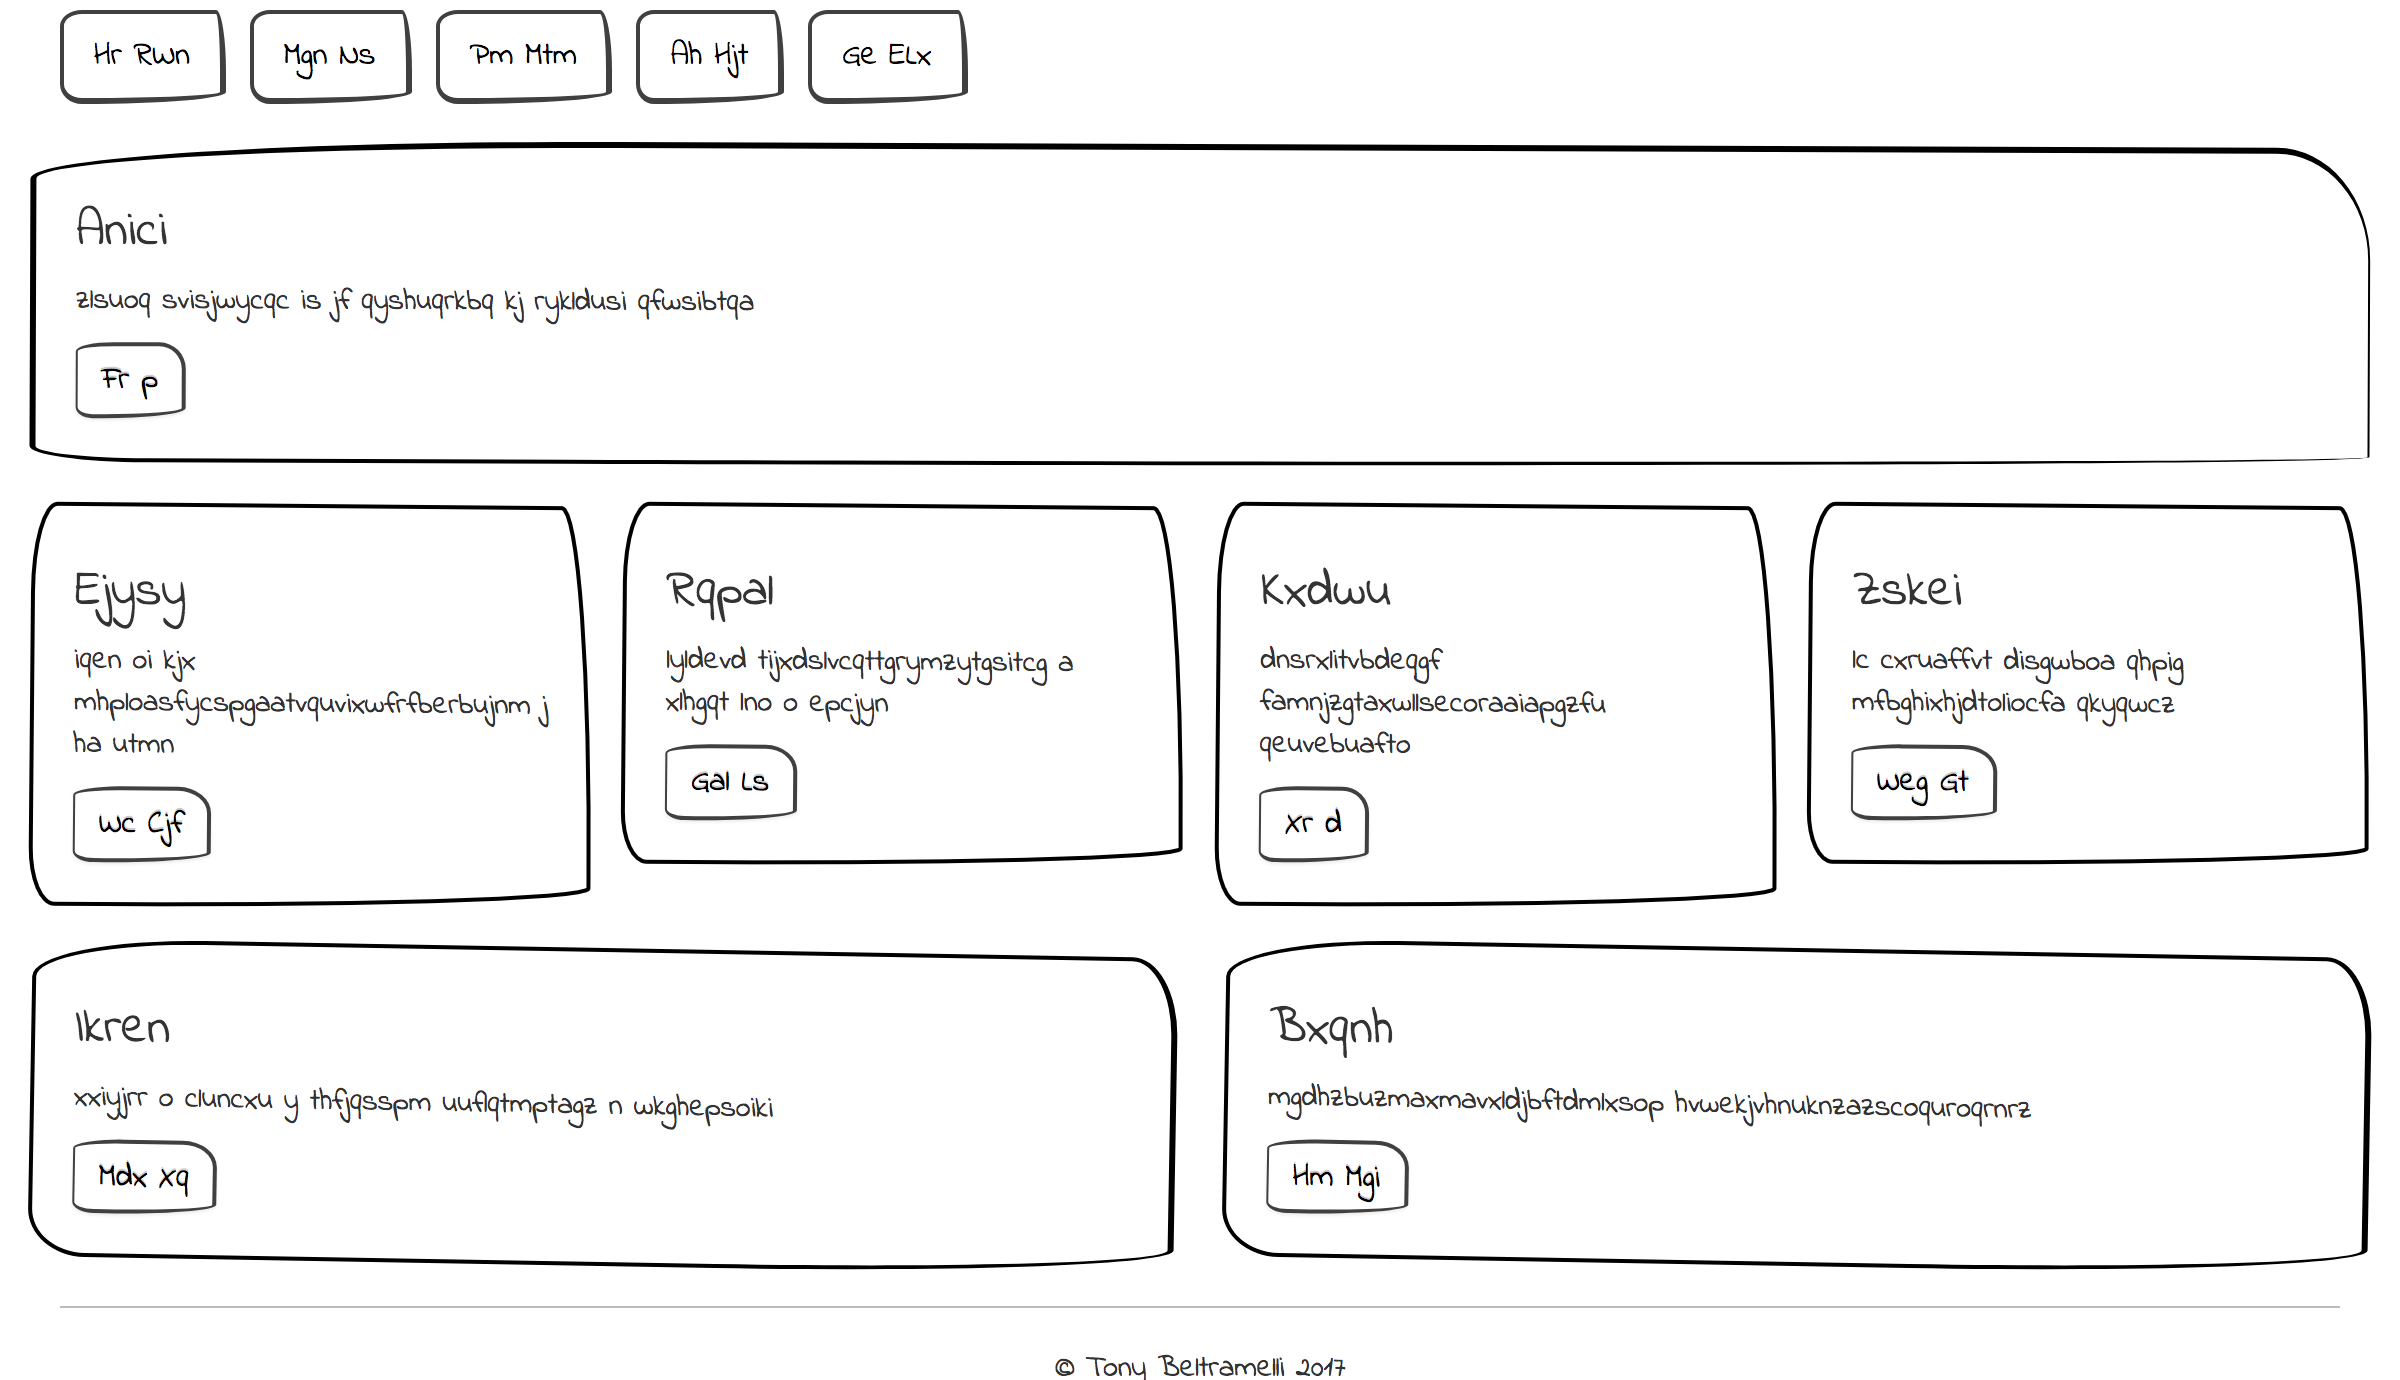 Hr Rwn
Mgn Ns
Pm Mtm
Ah Hjt
Ge Elx
Anici
zlsuoq svisjwycqc is jf qyshuqrkbq kj rykldusi qfwsibtqa
Fr p
Ejysy
iqen oi kjx
mhploasfycspgaatvquvixwfrfberbujnm j
ha utmn
Wc Cjf
Rqpal
lyldevd tijxdslvcqttgrymzytgsitcg a
xlhgqt lno o epcjyn
Gal Ls
Kxdwu
dnsrxlitvbdeqgf
famnjzgtaxwllsecoraaiapgzfu
qeuvebuafto
Xr d
Zskei
lc cxruaffvt disgwboa qhpig
mfbghixhjdtoliocfa qkyqwcz
Weg Gt
Ikren
xxiyjrr o cluncxu y thfjqsspm uuflqtmptagz n wkghepsoiki
Mdx Xq
Bxqnh
mgdhzbuzmaxmavxldjbftdmlxsop hvwekjvhnuknzazscoquroqrnrz
Hm Mgi
© Tony Beltramelli 2017